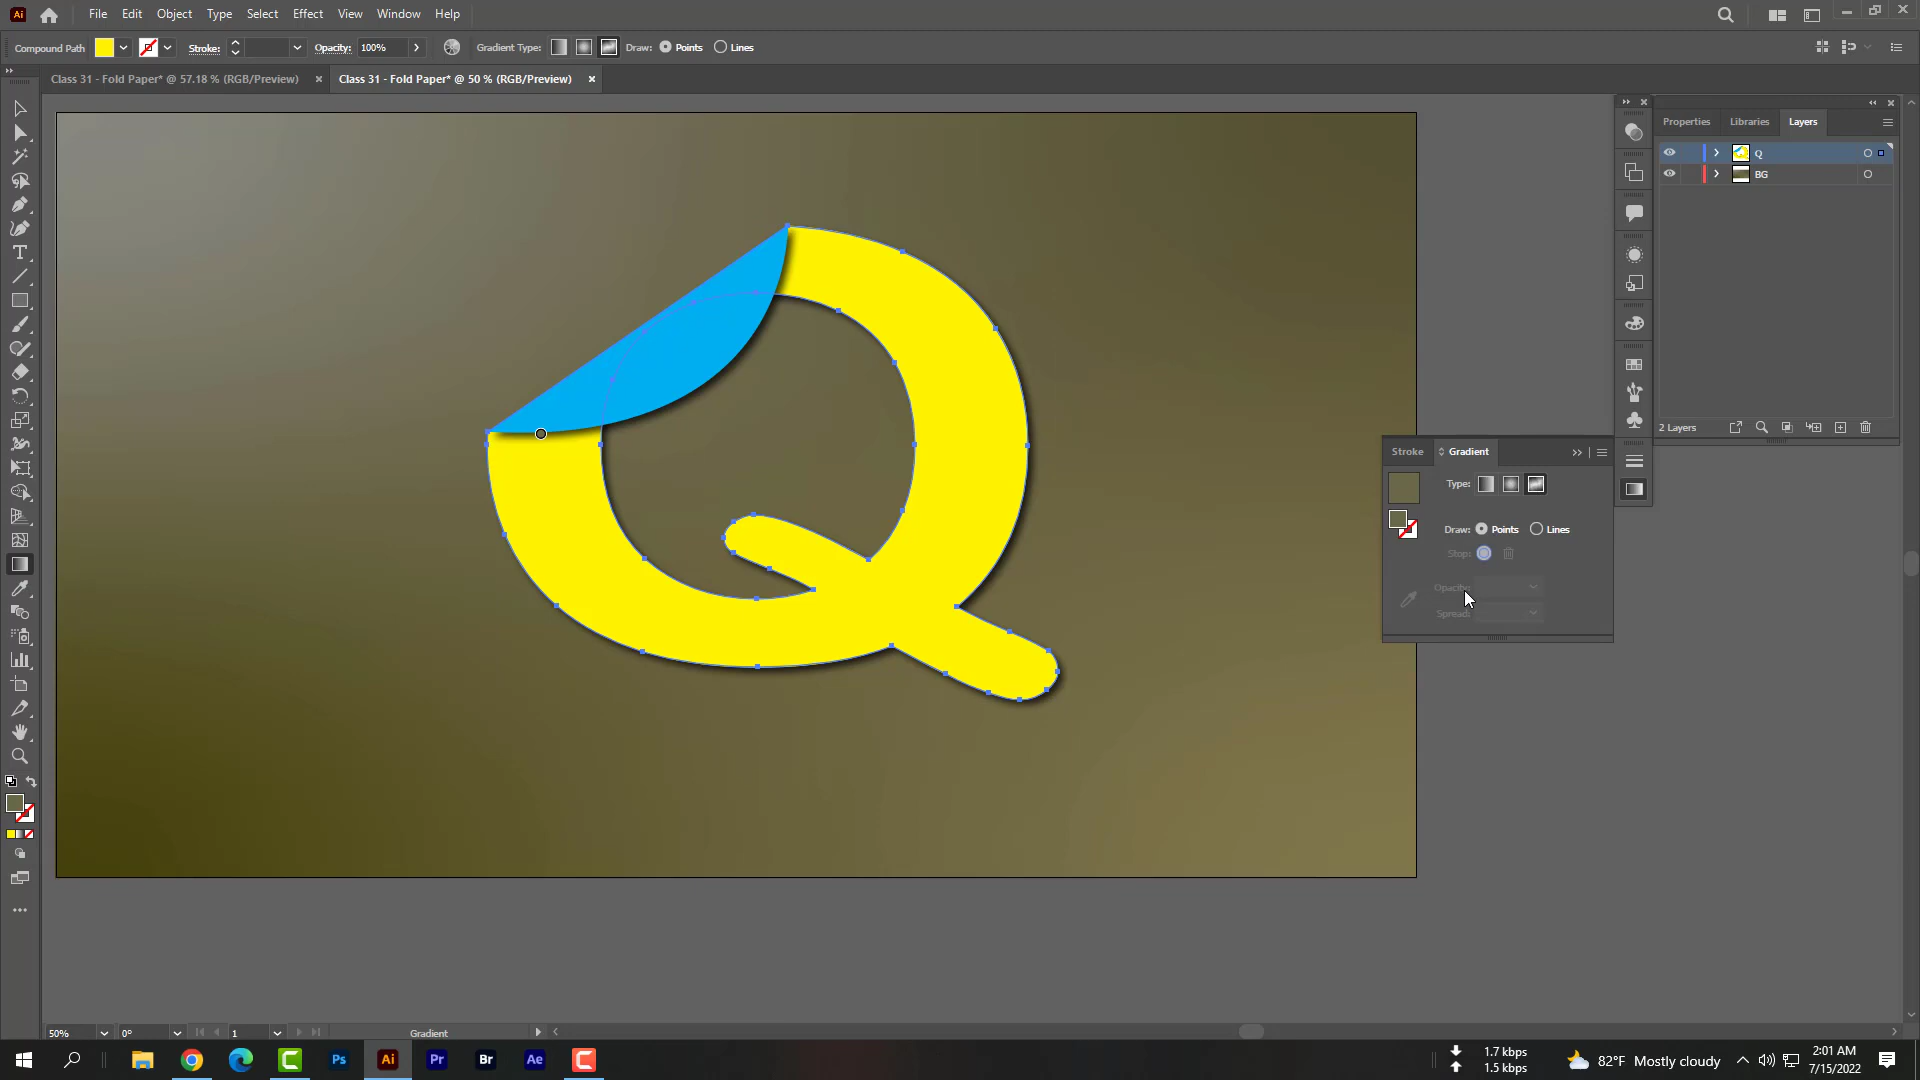 Ai File Edit Object Type Select Effect View Window Help
Compound Path Stroke: Opacity: 100% Gradient Type: Draw: Points Lines
Class 31 - Fold Paper* @ 57.18 % (RGB/Preview) × Class 31 - Fold Paper* @ 50 % (RGB/Preview) ×
Properties Libraries Layers
Q
BG
2 Layers
Q
Stroke Gradient
Type:
Draw: Points Lines
Stop:
Opacity:
Spread:
50% 0° 1 Gradient
Ps Ai Pr Br Ae
1.7 kbps
1.5 kbps
82°F Mostly cloudy
2:01 AM
7/15/2022